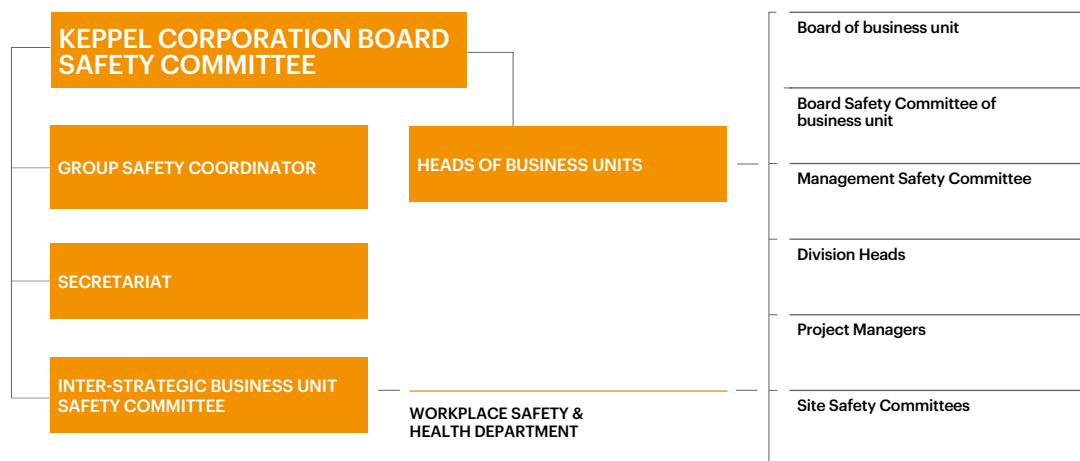 KEPPEL CORPORATION BOARD
SAFETY COMMITTEE
GROUP SAFETY COORDINATOR
SECRETARIAT
INTER-STRATEGIC BUSINESS UNIT
SAFETY COMMITTEE
HEADS OF BUSINESS UNITS
WORKPLACE SAFETY &
HEALTH DEPARTMENT
Board of business unit
Board Safety Committee of
business unit
Management Safety Committee
Division Heads
Project Managers
Site Safety Committees